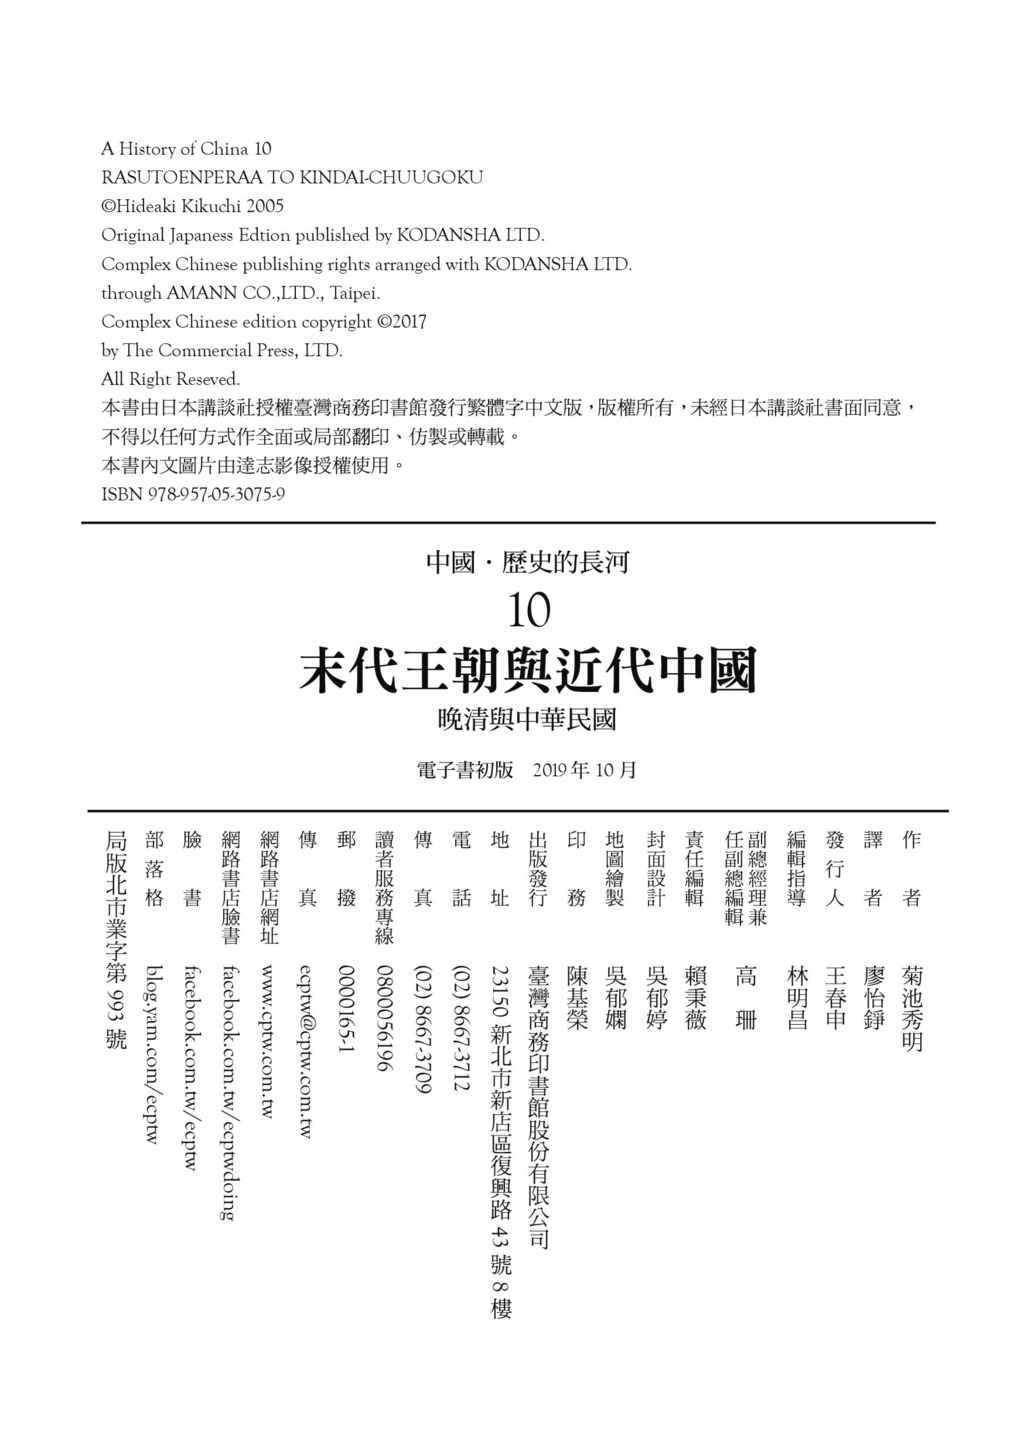 A History of China 10
RASUTOENPERAA TO KINDAI-CHUUGOKU
©Hideaki Kikuchi 2005
Original Japaness Edtion published by KODANSHA LTD.
Complex Chinese publishing rights arranged with KODANSHA LTD.
through AMANN CO.,LTD., Taipei.
Complex Chinese edition copyright ©2017
by The Commercial Press, LTD.
All Right Reseved.
本書由日本講談社授權臺灣商務印書館發行繁體字中文版，版權所有，未經日本講談社書面同意，
不得以任何方式作全面或局部翻印、仿製或轉載。
本書內文圖片由達志影像授權使用。
ISBN 978-957-05-3075-9
中國．歷史的長河
10
末代王朝與近代中國
晚清與中華民國
電子書初版　2019年10月
作者　菊池秀明
譯者　廖怡錚
發行人　王春申
編輯指導　林明昌
副總經理兼
任副總編輯　高珊
責任編輯　賴秉薇
封面設計　吳郁婷
地圖繪製　吳郁嫻
印務　陳基榮
出版發行　臺灣商務印書館股份有限公司
地址　23150 新北市新店區復興路 43 號 8 樓
電話　(02) 8667-3712
傳真　(02) 8667-3709
讀者服務專線　0800056196
郵撥　0000165-1
傳真　ecptw@cptw.com.tw
網路書店網址　www.cptw.com.tw
網路書店臉書　facebook.com.tw/ecptwdoing
臉書　facebook.com.tw/ecptw
部落格　blog.yam.com/ecptw
局版北市業字第 993 號